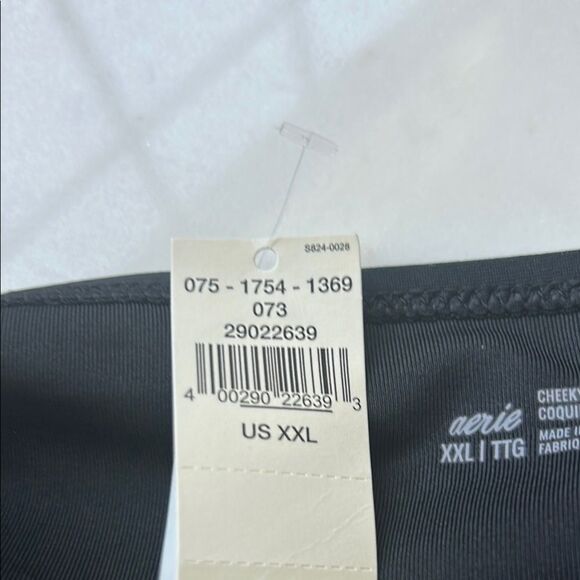 S824-0028
075 - 1754 - 1369
073
29022639
4 00290 22639 3
US XXL
aerie
XXL | TTG
CHEEKY
COQUI
MADE I
FABRIQ